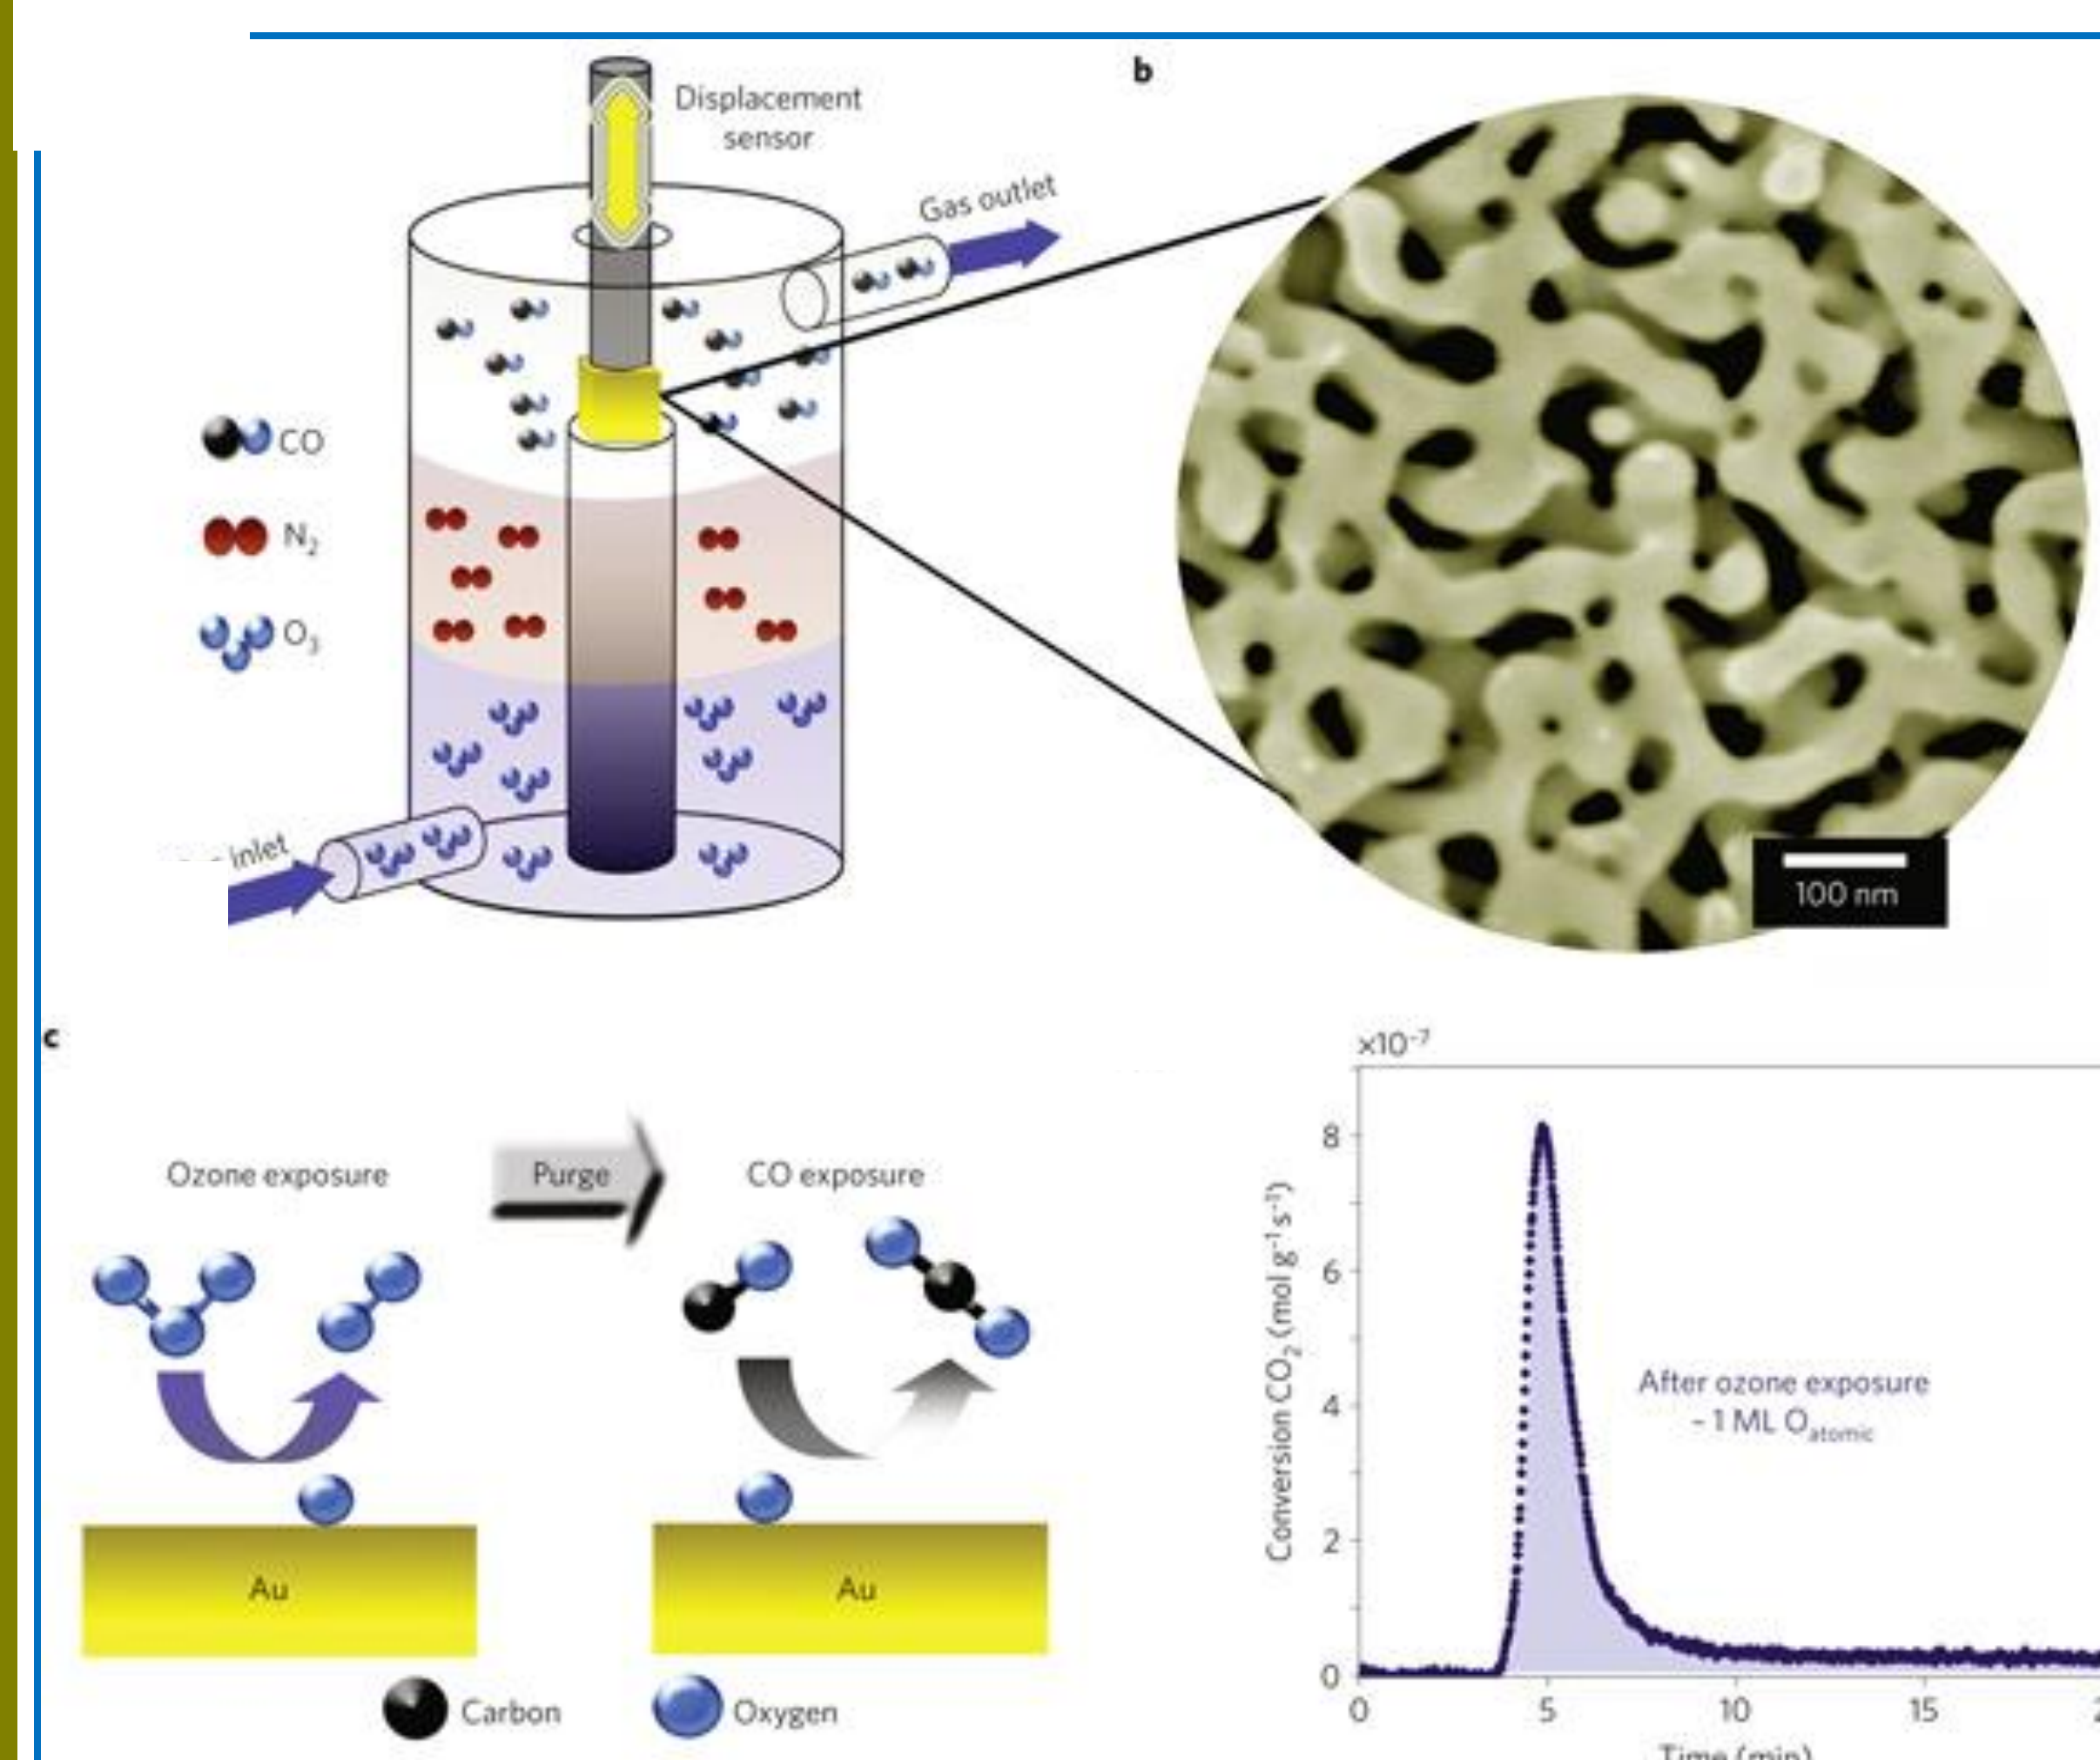 Displacement
sensor
Gas outlet
CO
N2
O3
inlet
b
100 nm
c
Ozone exposure
Purge
CO exposure
Au
Au
Carbon
Oxygen
×10⁻⁷
8
6
4
2
0
Conversion CO₂ (mol g⁻¹ s⁻¹)
After ozone exposure
~ 1 ML Oatomic
0
5
10
15
Time (min)